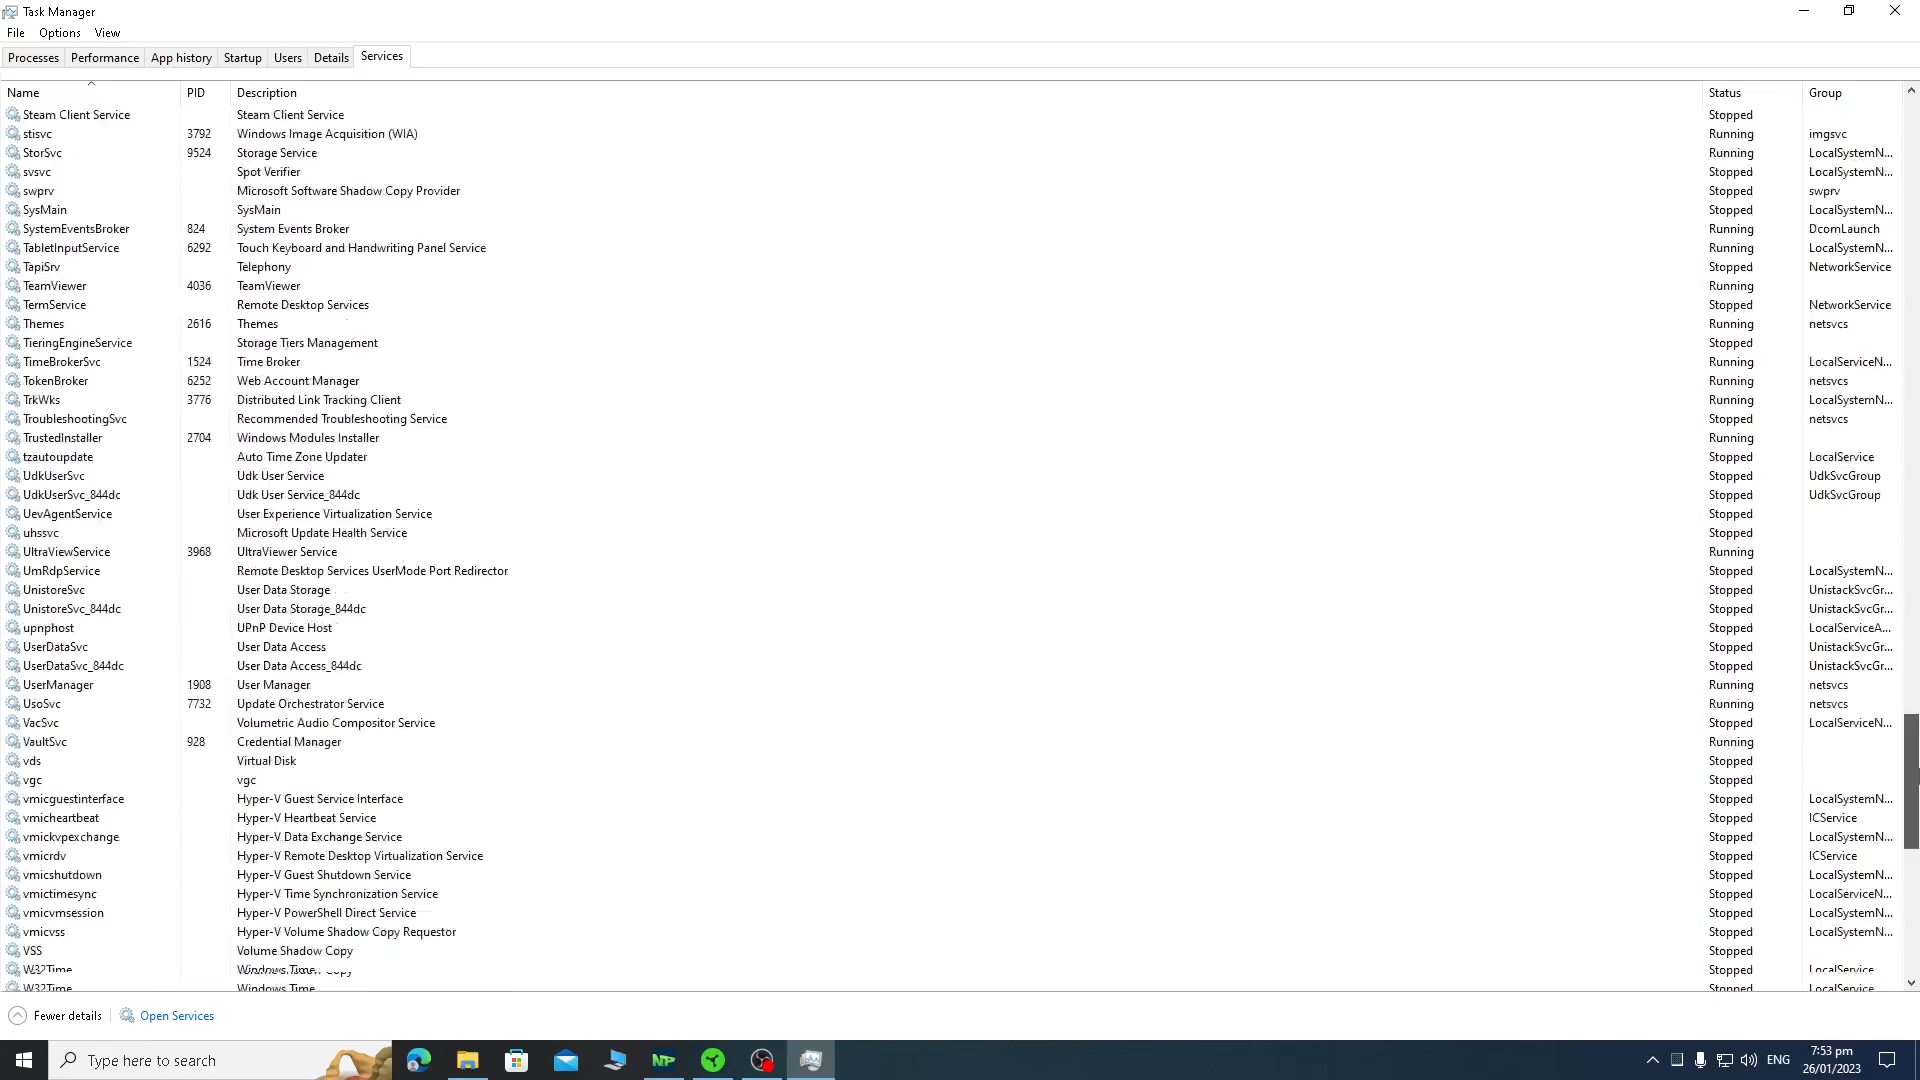 Task Manager
File Options View
Processes Performance App history Startup Users Details Services
Name PID Description Status Group
Steam Client Service Steam Client Service Stopped
stisvc 3792 Windows Image Acquisition (WIA) Running imgsvc
StorSvc 9524 Storage Service Running LocalSystemN...
svsvc Spot Verifier Stopped LocalSystemN...
swprv Microsoft Software Shadow Copy Provider Stopped swprv
SysMain SysMain Stopped LocalSystemN...
SystemEventsBroker 824 System Events Broker Running DcomLaunch
TabletInputService 6292 Touch Keyboard and Handwriting Panel Service Running LocalSystemN...
TapiSrv Telephony Stopped NetworkService
TeamViewer 4036 TeamViewer Running
TermService Remote Desktop Services Stopped NetworkService
Themes 2616 Themes Running netsvcs
TieringEngineService Storage Tiers Management Stopped
TimeBrokerSvc 1524 Time Broker Running LocalServiceN...
TokenBroker 6252 Web Account Manager Running netsvcs
TrkWks 3776 Distributed Link Tracking Client Running LocalSystemN...
TroubleshootingSvc Recommended Troubleshooting Service Stopped netsvcs
TrustedInstaller 2704 Windows Modules Installer Running
tzautoupdate Auto Time Zone Updater Stopped LocalService
UdkUserSvc Udk User Service Stopped UdkSvcGroup
UdkUserSvc_844dc Udk User Service_844dc Stopped UdkSvcGroup
UevAgentService User Experience Virtualization Service Stopped
uhssvc Microsoft Update Health Service Stopped
UltraViewService 3968 UltraViewer Service Running
UmRdpService Remote Desktop Services UserMode Port Redirector Stopped LocalSystemN...
UnistoreSvc User Data Storage Stopped UnistackSvcGr...
UnistoreSvc_844dc User Data Storage_844dc Stopped UnistackSvcGr...
upnphost UPnP Device Host Stopped LocalServiceA...
UserDataSvc User Data Access Stopped UnistackSvcGr...
UserDataSvc_844dc User Data Access_844dc Stopped UnistackSvcGr...
UserManager 1908 User Manager Running netsvcs
UsoSvc 7732 Update Orchestrator Service Running netsvcs
VacSvc Volumetric Audio Compositor Service Stopped LocalServiceN...
VaultSvc 928 Credential Manager Running
vds Virtual Disk Stopped
vgc vgc Stopped
vmicguestinterface Hyper-V Guest Service Interface Stopped LocalSystemN...
vmicheartbeat Hyper-V Heartbeat Service Stopped ICService
vmickvpexchange Hyper-V Data Exchange Service Stopped LocalSystemN...
vmicrdv Hyper-V Remote Desktop Virtualization Service Stopped ICService
vmicshutdown Hyper-V Guest Shutdown Service Stopped LocalSystemN...
vmictimesync Hyper-V Time Synchronization Service Stopped LocalServiceN...
vmicvmsession Hyper-V PowerShell Direct Service Stopped LocalSystemN...
vmicvss Hyper-V Volume Shadow Copy Requestor Stopped LocalSystemN...
VSS Volume Shadow Copy Stopped
W32Time Windows Time Stopped LocalService
W32Time Windows Time Stopped LocalService
Fewer details Open Services
Type here to search NP ENG 7:53 pm
26/01/2023